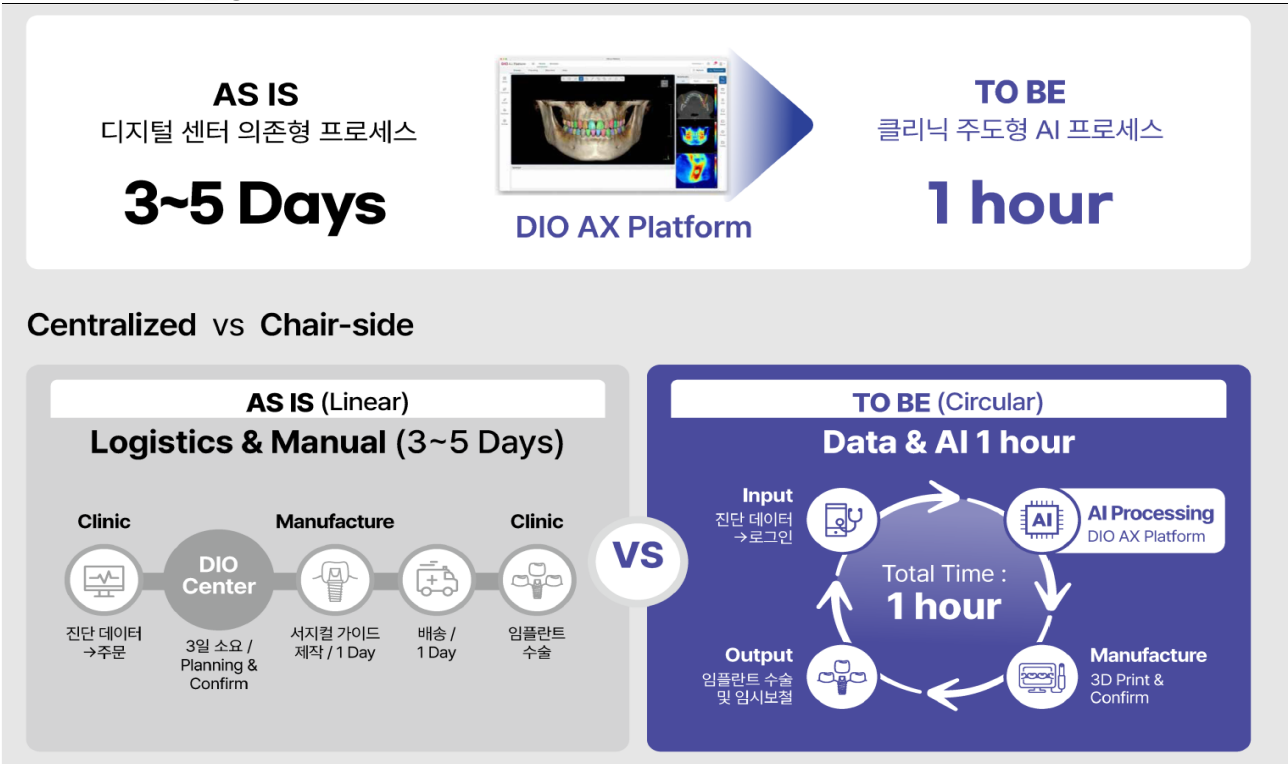 AS IS
디지털 센터 의존형 프로세스
3~5 Days
DIO AX Platform
TO BE
클리닉 주도형 AI 프로세스
1 hour
Centralized vs Chair-side
AS IS (Linear)
Logistics & Manual (3~5 Days)
Clinic
진단 데이터
→주문
DIO
Center
3일 소요 /
Planning &
Confirm
Manufacture
서지컬 가이드
제작 / 1 Day
배송 /
1 Day
Clinic
임플란트
수술
VS
TO BE (Circular)
Data & AI 1 hour
Input
진단 데이터
→로그인
AI
AI Processing
DIO AX Platform
Total Time :
1 hour
Output
임플란트 수술
및 임시보철
Manufacture
3D Print &
Confirm